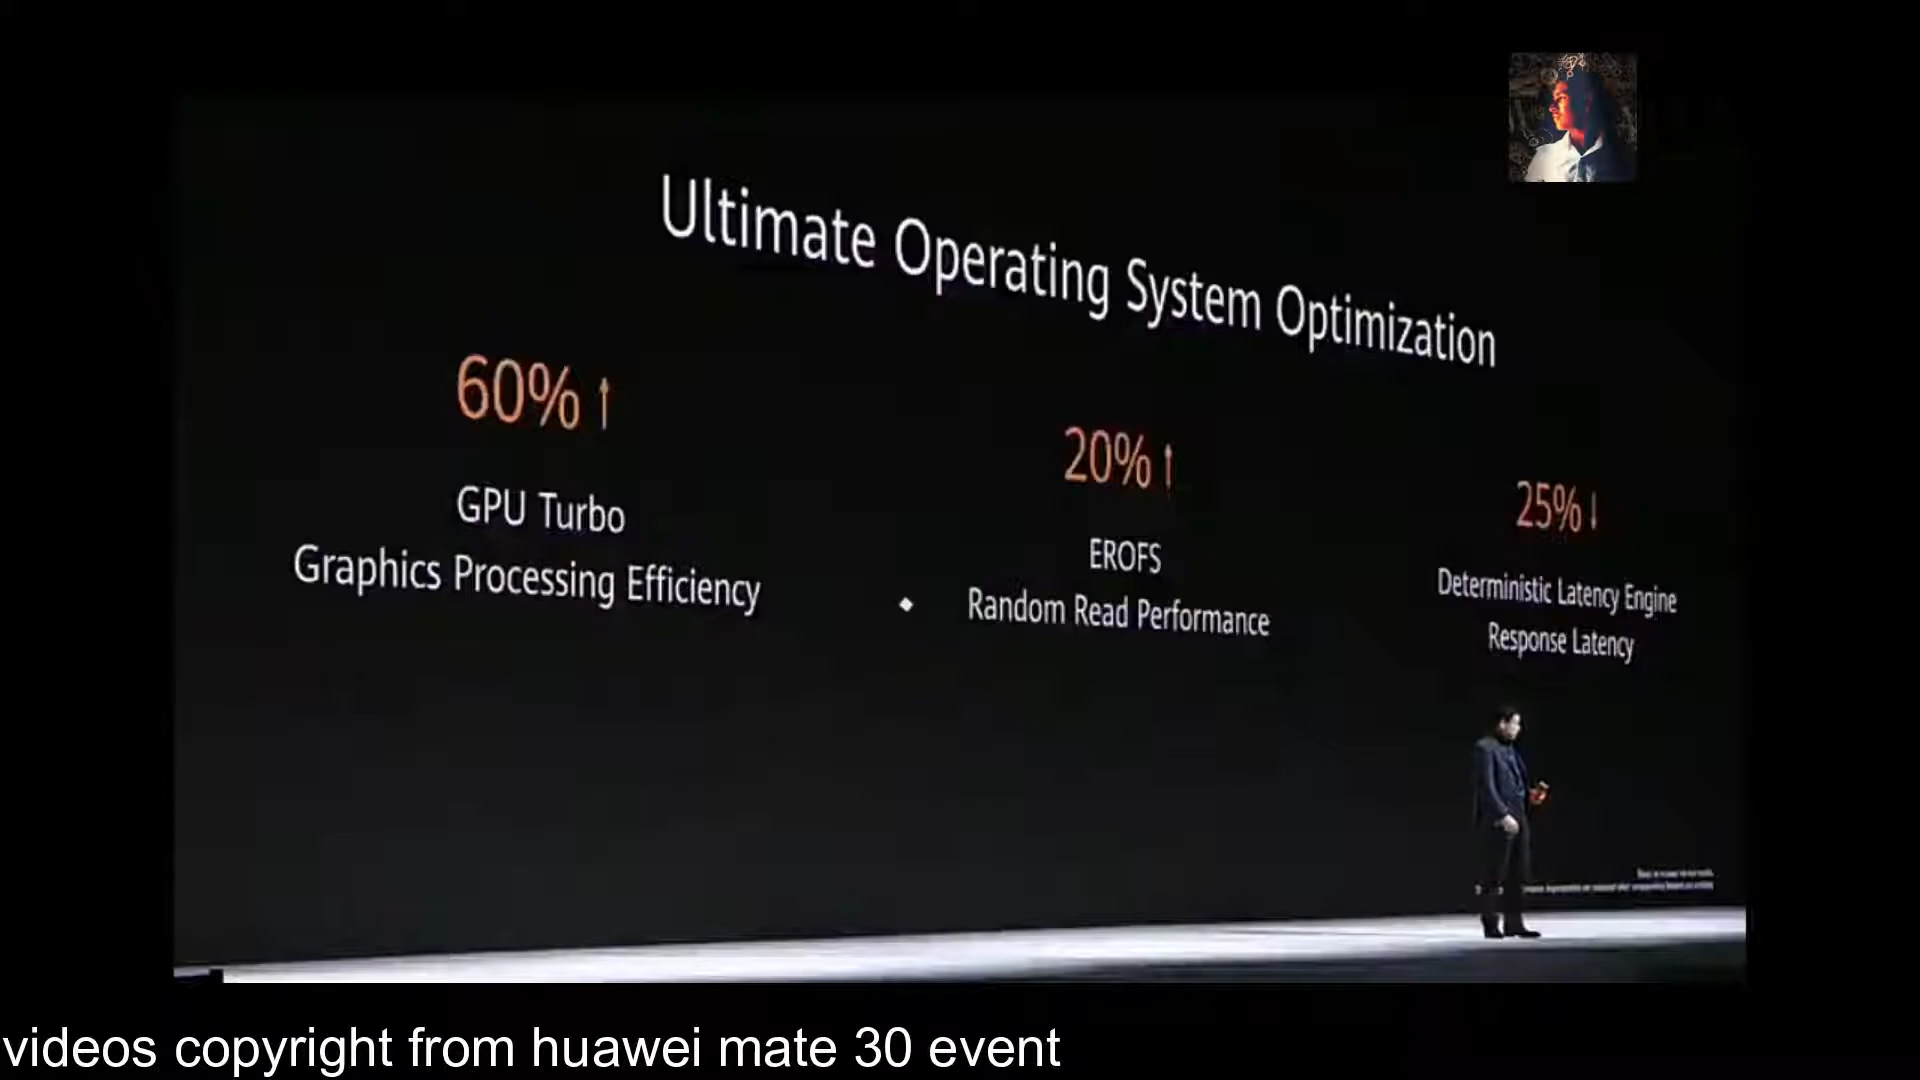 Ultimate Operating System Optimization
60%↑
GPU Turbo
Graphics Processing Efficiency
20%↑
EROFS
Random Read Performance
25%↓
Deterministic Latency Engine
Response Latency
videos copyright from huawei mate 30 event